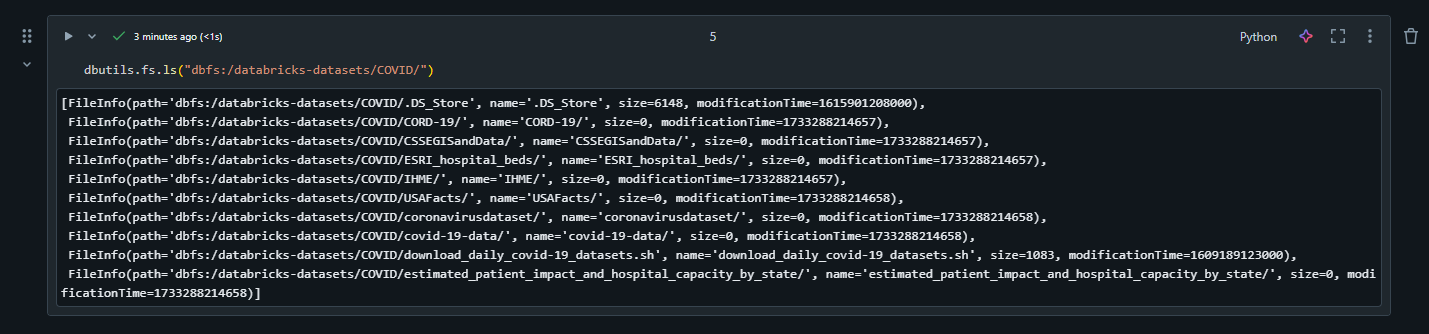 3 minutes ago (<1s)
5
Python
dbutils.fs.ls("dbfs:/databricks-datasets/COVID/")
[FileInfo(path='dbfs:/databricks-datasets/COVID/.DS_Store', name='.DS_Store', size=6148, modificationTime=1615901208000),
FileInfo(path='dbfs:/databricks-datasets/COVID/CORD-19/', name='CORD-19/', size=0, modificationTime=1733288214657),
FileInfo(path='dbfs:/databricks-datasets/COVID/CSSEGISandData/', name='CSSEGISandData/', size=0, modificationTime=1733288214657),
FileInfo(path='dbfs:/databricks-datasets/COVID/ESRI_hospital_beds/', name='ESRI_hospital_beds/', size=0, modificationTime=1733288214657),
FileInfo(path='dbfs:/databricks-datasets/COVID/IHME/', name='IHME/', size=0, modificationTime=1733288214657),
FileInfo(path='dbfs:/databricks-datasets/COVID/USAFacts/', name='USAFacts/', size=0, modificationTime=1733288214658),
FileInfo(path='dbfs:/databricks-datasets/COVID/coronavirusdataset/', name='coronavirusdataset/', size=0, modificationTime=1733288214658),
FileInfo(path='dbfs:/databricks-datasets/COVID/covid-19-data/', name='covid-19-data/', size=0, modificationTime=1733288214658),
FileInfo(path='dbfs:/databricks-datasets/COVID/download_daily_covid-19_datasets.sh', name='download_daily_covid-19_datasets.sh', size=1083, modificationTime=1609189123000),
FileInfo(path='dbfs:/databricks-datasets/COVID/estimated_patient_impact_and_hospital_capacity_by_state/', name='estimated_patient_impact_and_hospital_capacity_by_state/', size=0, modi
ficationTime=1733288214658)]